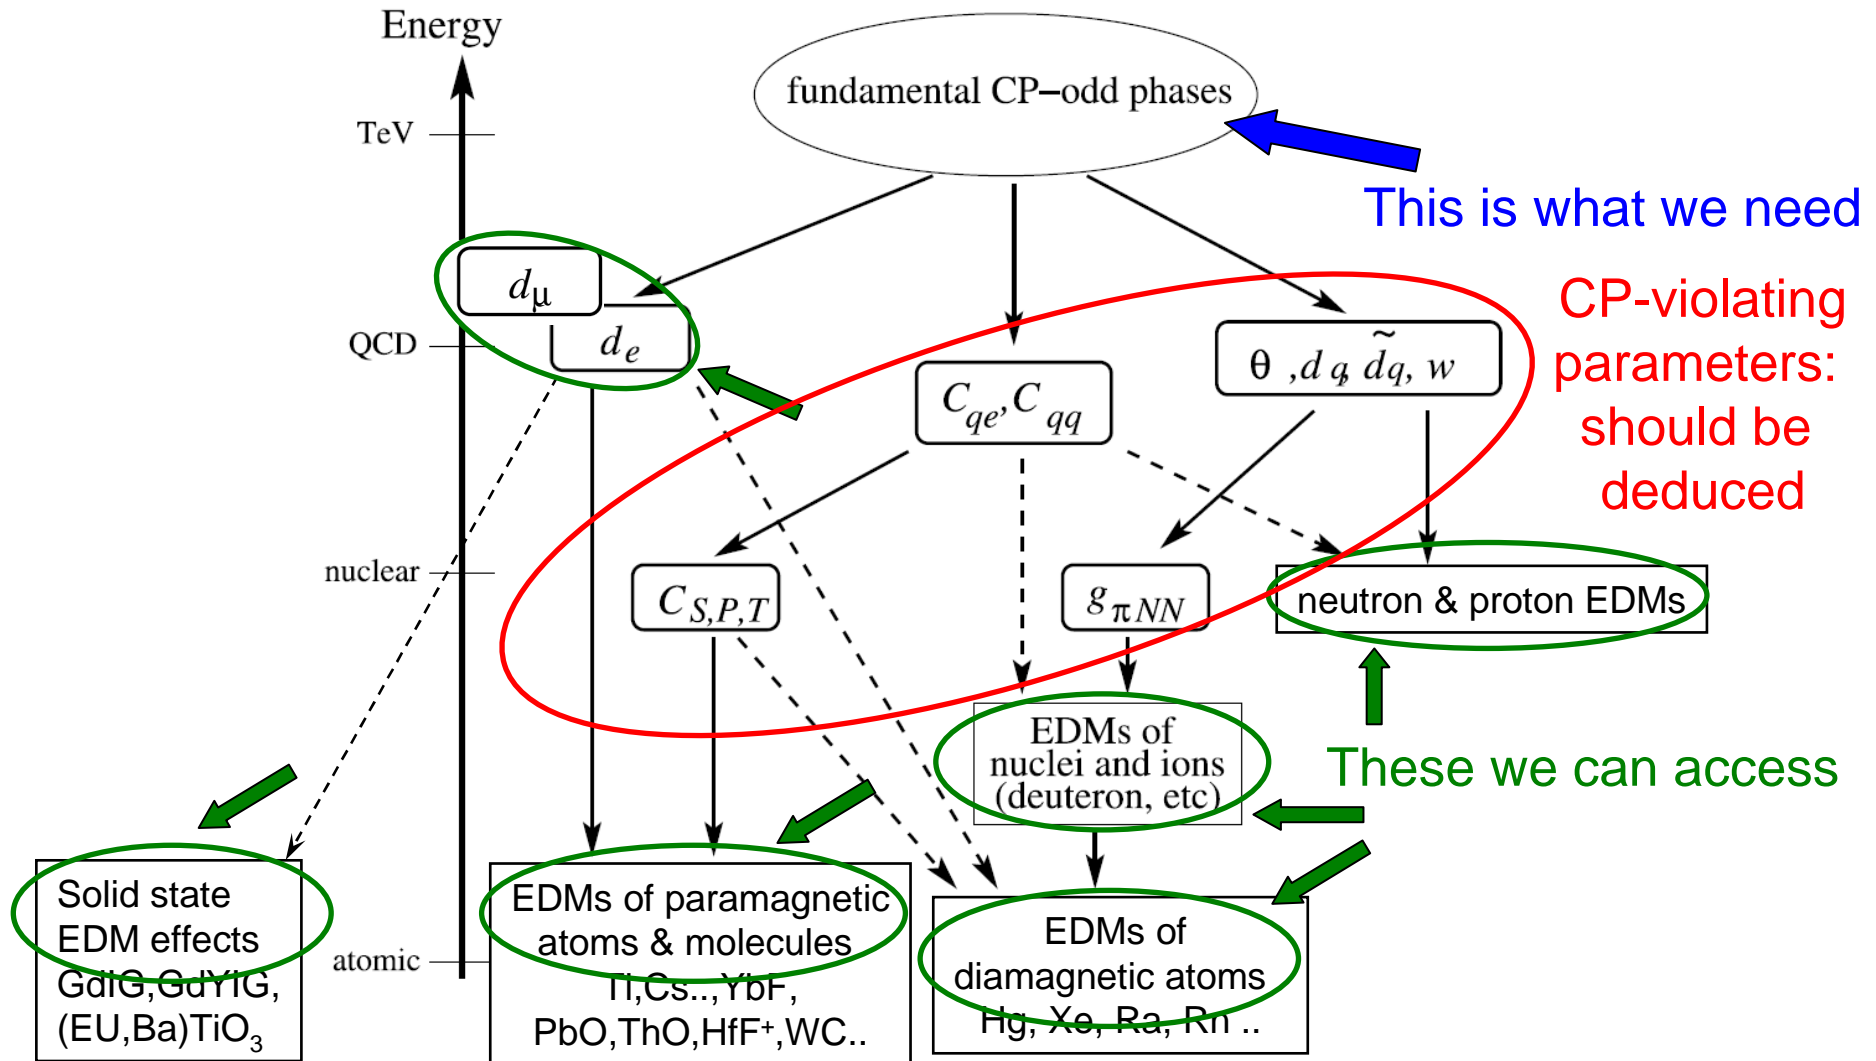 Energy
fundamental CP–odd phases
TeV
This is what we need
d_μ
CP-violating
parameters:
should be
deduced
QCD
d_e
C_qe, C_qq
θ, d_q, d̃_q, w
nuclear
C_S,P,T
g_πNN
neutron & proton EDMs
EDMs of
nuclei and ions
(deuteron, etc)
These we can access
Solid state
EDM effects
GdIG,GdYIG,
(EU,Ba)TiO₃
atomic
EDMs of paramagnetic
atoms & molecules
Tl,Cs..,YbF,
PbO,ThO,HfF⁺,WC..
EDMs of
diamagnetic atoms
Hg, Xe, Ra, Rn ..